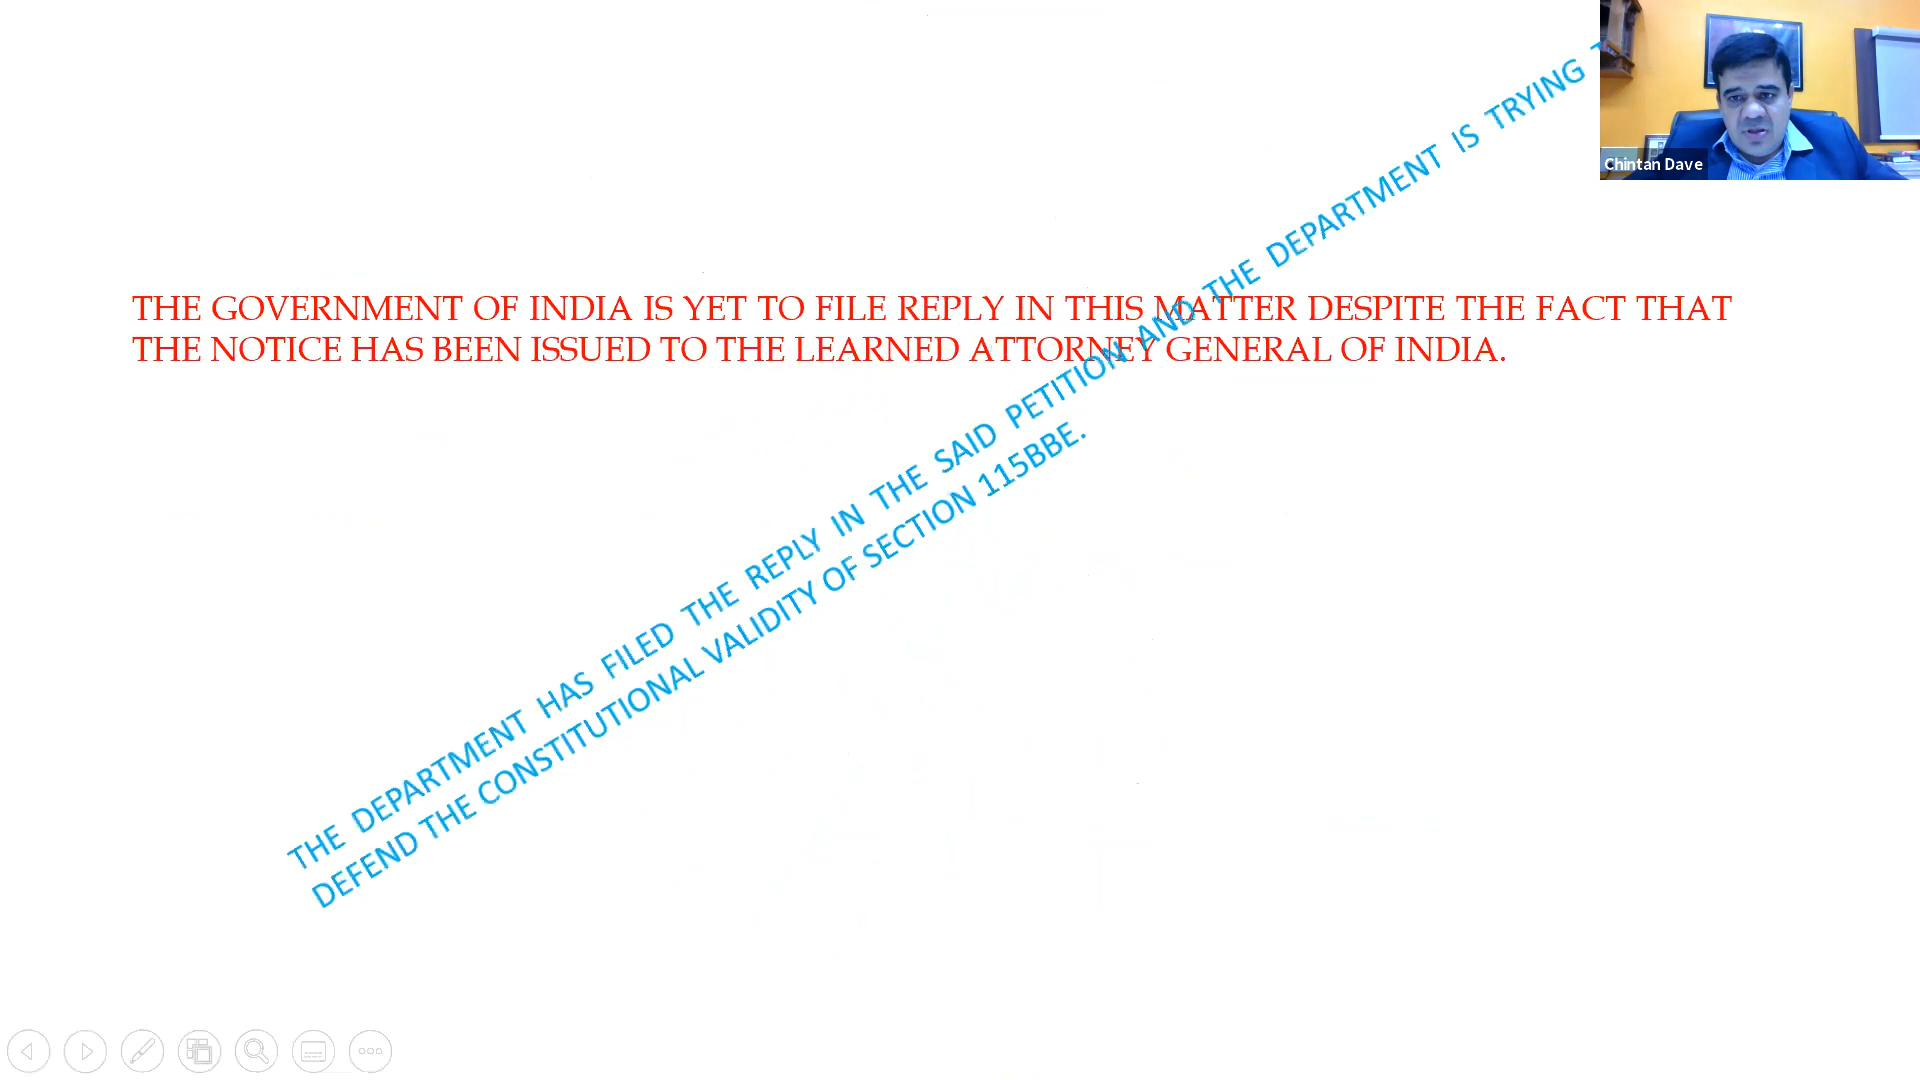 THE GOVERNMENT OF INDIA IS YET TO FILE REPLY IN THIS MATTER DESPITE THE FACT THAT
THE NOTICE HAS BEEN ISSUED TO THE LEARNED ATTORNEY GENERAL OF INDIA.
THE DEPARTMENT HAS FILED THE REPLY IN THE SAID PETITION AND THE DEPARTMENT IS TRYING
DEFEND THE CONSTITUTIONAL VALIDITY OF SECTION 115BBE.
Chintan Dave